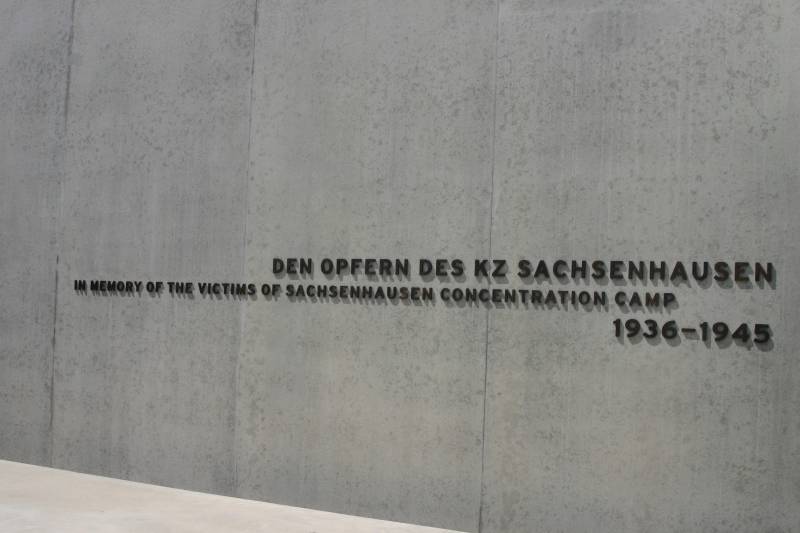 DEN OPFERN DES KZ SACHSENHAUSEN
IN MEMORY OF THE VICTIMS OF SACHSENHAUSEN CONCENTRATION CAMP
1936–1945